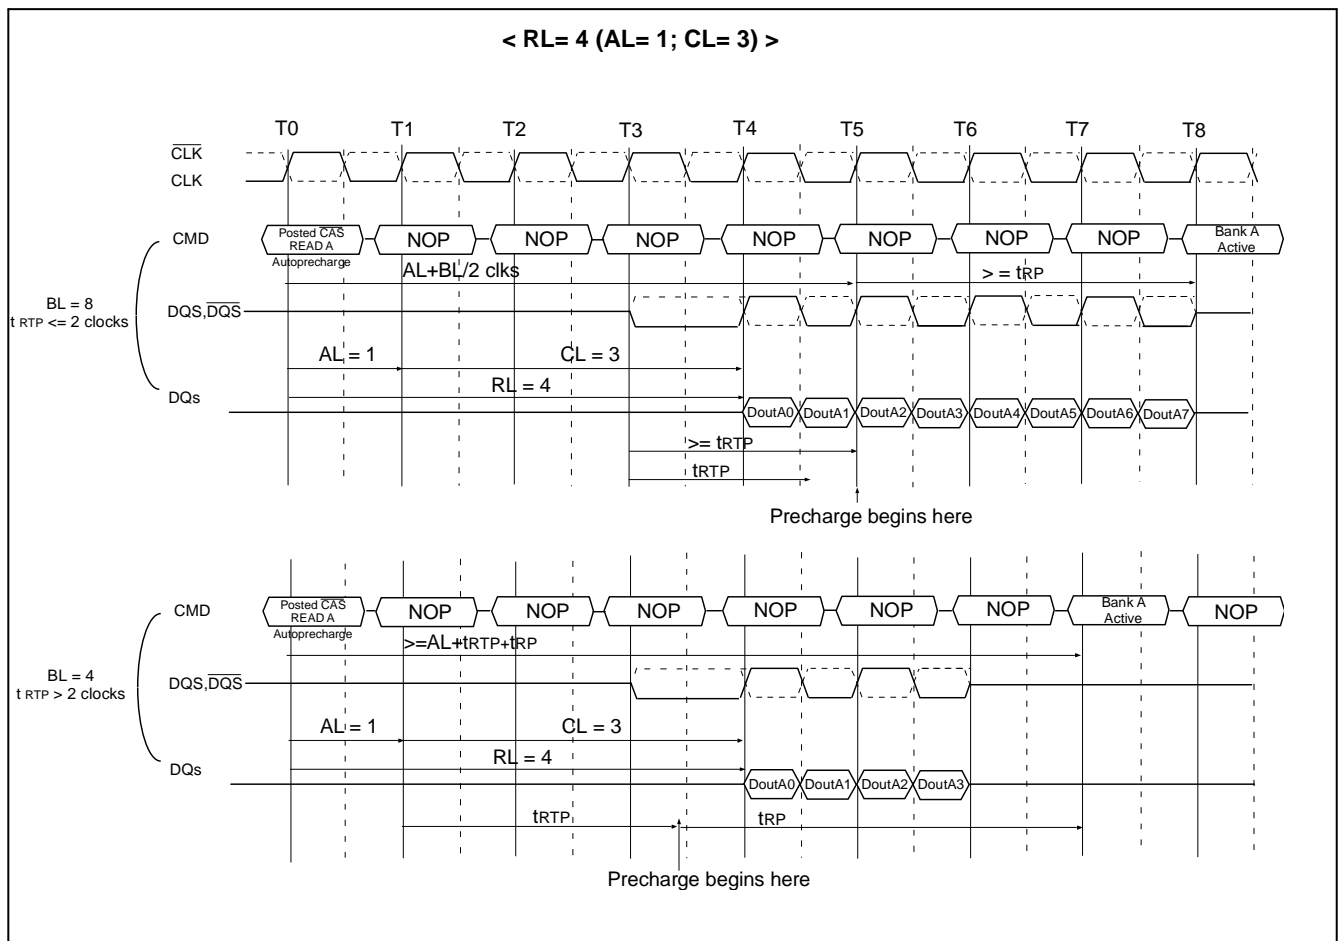 < RL= 4 (AL= 1; CL= 3) >
T0 T1 T2 T3 T4 T5 T6 T7 T8
CLK
CLK
CMD
Posted CAS
READ A
Autoprecharge
NOP NOP NOP NOP NOP NOP NOP
Bank A
Active
AL+BL/2 clks
> = tRP
BL = 8
t RTP <= 2 clocks
DQS,DQS
AL = 1
CL = 3
RL = 4
DQs
DoutA0 DoutA1 DoutA2 DoutA3 DoutA4 DoutA5 DoutA6 DoutA7
>= tRTP
tRTP
Precharge begins here
CMD
Posted CAS
READ A
Autoprecharge
NOP NOP NOP NOP NOP NOP
Bank A
Active
NOP
>=AL+tRTP+tRP
BL = 4
t RTP > 2 clocks
DQS,DQS
AL = 1
CL = 3
RL = 4
DQs
DoutA0 DoutA1 DoutA2 DoutA3
tRTP
tRP
Precharge begins here